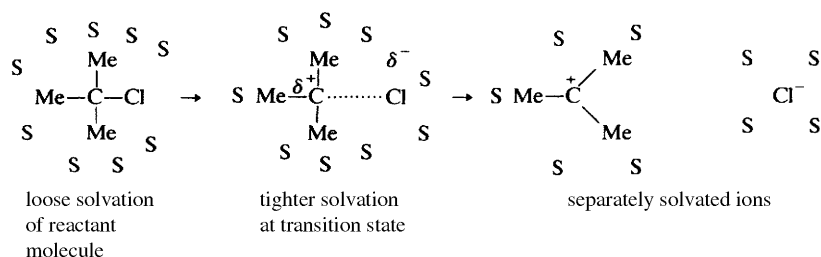 S S S S
S Me
Me–C–Cl →
S Me S
S S
S S S
Me δ⁻
S
S Me–C············Cl →
δ⁺
Me S
S S S
S S
Me
+
S Me–C
Me
S S
S S
Cl⁻
S S
loose solvation
of reactant
molecule
tighter solvation
at transition state
separately solvated ions